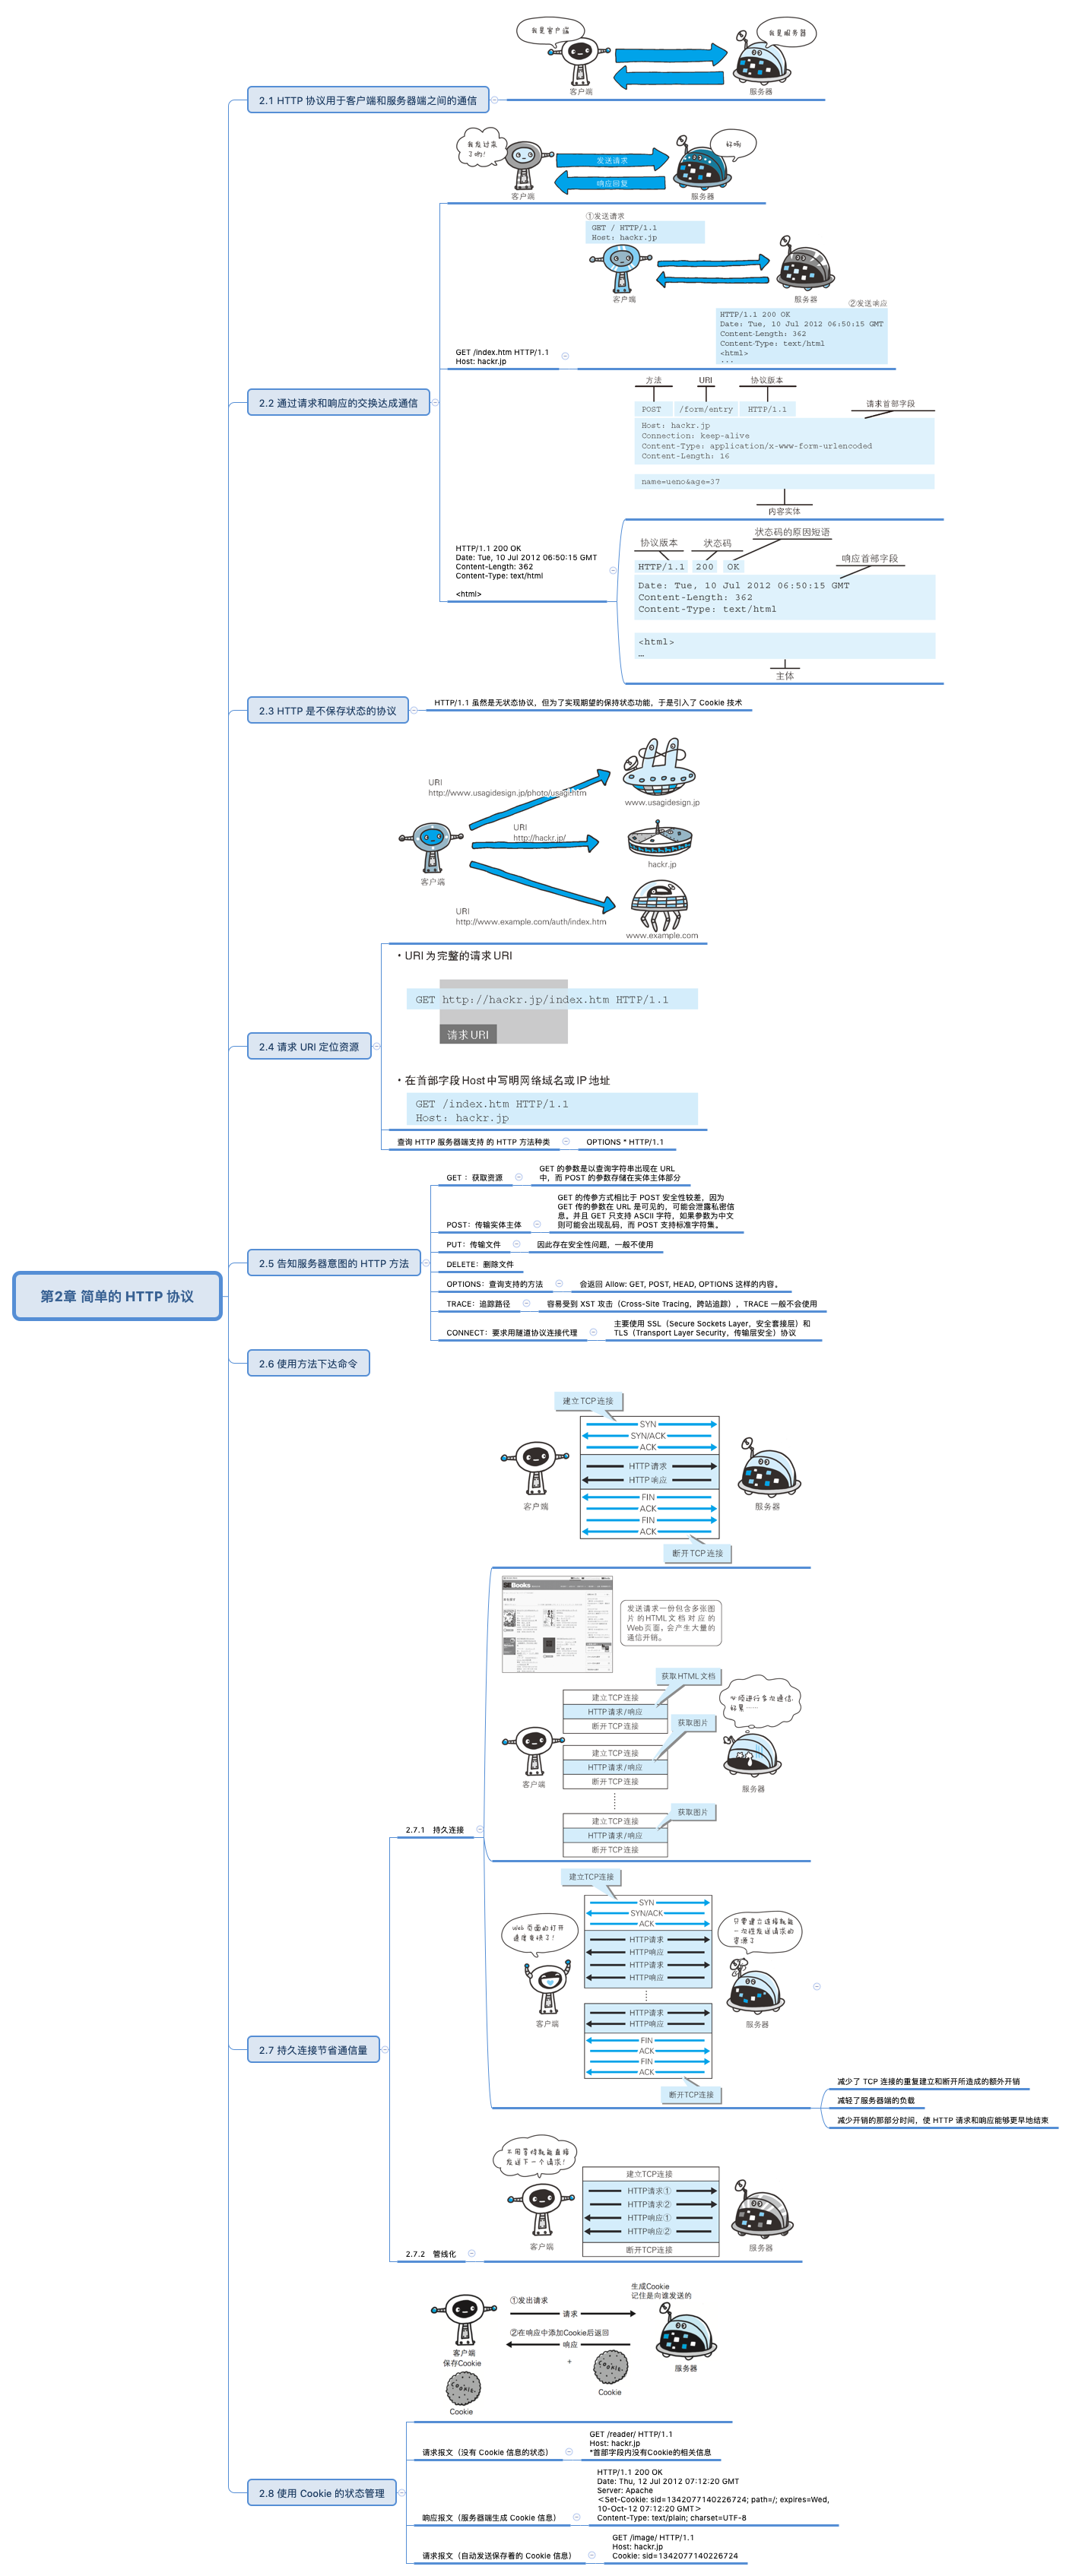 第2章 简单的 HTTP 协议
2.1 HTTP 协议用于客户端和服务器端之间的通信
我是客户端
我是服务器
客户端
服务器
2.2 通过请求和响应的交换达成通信
我发过来了哟!
好哟
发送请求
响应回复
客户端
服务器
GET /index.htm HTTP/1.1
Host: hackr.jp
①发送请求
GET / HTTP/1.1
Host: hackr.jp
客户端
服务器
②发送响应
HTTP/1.1 200 OK
Date: Tue, 10 Jul 2012 06:50:15 GMT
Content-Length: 362
Content-Type: text/html
<html>
...
HTTP/1.1 200 OK
Date: Tue, 10 Jul 2012 06:50:15 GMT
Content-Length: 362
Content-Type: text/html
<html>
方法
URI
协议版本
POST
/form/entry
HTTP/1.1
请求首部字段
Host: hackr.jp
Connection: keep-alive
Content-Type: application/x-www-form-urlencoded
Content-Length: 16
name=ueno&age=37
内容实体
协议版本
状态码
状态码的原因短语
响应首部字段
HTTP/1.1
200
OK
Date: Tue, 10 Jul 2012 06:50:15 GMT
Content-Length: 362
Content-Type: text/html
<html>
…
主体
2.3 HTTP 是不保存状态的协议
HTTP/1.1 虽然是无状态协议，但为了实现期望的保持状态功能，于是引入了 Cookie 技术
2.4 请求 URI 定位资源
URI
http://www.usagidesign.jp/photo/usagi.htm
www.usagidesign.jp
URI
http://hackr.jp/
hackr.jp
客户端
URI
http://www.example.com/auth/index.htm
www.example.com
・URI 为完整的请求 URI
GET http://hackr.jp/index.htm HTTP/1.1
请求 URI
・在首部字段 Host 中写明网络域名或 IP 地址
GET /index.htm HTTP/1.1
Host: hackr.jp
查询 HTTP 服务器端支持 的 HTTP 方法种类
OPTIONS * HTTP/1.1
2.5 告知服务器意图的 HTTP 方法
GET ：获取资源
GET 的参数是以查询字符串出现在 URL
中，而 POST 的参数存储在实体主体部分
POST：传输实体主体
GET 的传参方式相比于 POST 安全性较差，因为
GET 传的参数在 URL 是可见的，可能会泄露私密信
息。并且 GET 只支持 ASCII 字符，如果参数为中文
则可能会出现乱码，而 POST 支持标准字符集。
PUT：传输文件
因此存在安全性问题，一般不使用
DELETE：删除文件
OPTIONS：查询支持的方法
会返回 Allow: GET, POST, HEAD, OPTIONS 这样的内容。
TRACE：追踪路径
容易受到 XST 攻击（Cross-Site Tracing，跨站追踪），TRACE 一般不会使用
CONNECT：要求用隧道协议连接代理
主要使用 SSL（Secure Sockets Layer，安全套接层）和
TLS（Transport Layer Security，传输层安全）协议
2.6 使用方法下达命令
2.7 持久连接节省通信量
2.7.1 持久连接
建立TCP连接
SYN
SYN/ACK
ACK
HTTP请求
HTTP响应
FIN
ACK
FIN
ACK
客户端
服务器
断开TCP连接
SE Books
发送请求一份包含多张图
片的HTML文档对应的
Web页面，会产生大量的
通信开销。
获取HTML文档
建立TCP连接
HTTP请求/响应
断开TCP连接
必须进行多次通信,
好累……
获取图片
建立TCP连接
HTTP请求/响应
断开TCP连接
客户端
服务器
获取图片
建立TCP连接
HTTP请求/响应
断开TCP连接
建立TCP连接
SYN
SYN/ACK
ACK
Web 页面的打开
速度更快了!
只要建立连接就能
一次性发送请求的
资源了
HTTP请求
HTTP响应
HTTP请求
HTTP响应
客户端
服务器
HTTP请求
HTTP响应
FIN
ACK
FIN
ACK
断开TCP连接
减少了 TCP 连接的重复建立和断开所造成的额外开销
减轻了服务器端的负载
减少开销的那部分时间，使 HTTP 请求和响应能够更早地结束
2.7.2 管线化
不用等待就能直接
发送下一个请求!
建立TCP连接
HTTP请求①
HTTP请求②
HTTP响应①
HTTP响应②
断开TCP连接
客户端
服务器
2.8 使用 Cookie 的状态管理
①发出请求
请求
生成Cookie
记住是向谁发送的
②在响应中添加Cookie后返回
响应
+
Cookie
客户端
保存Cookie
服务器
Cookie
请求报文（没有 Cookie 信息的状态）
GET /reader/ HTTP/1.1
Host: hackr.jp
*首部字段内没有Cookie的相关信息
响应报文（服务器端生成 Cookie 信息）
HTTP/1.1 200 OK
Date: Thu, 12 Jul 2012 07:12:20 GMT
Server: Apache
＜Set-Cookie: sid=1342077140226724; path=/; expires=Wed,
10-Oct-12 07:12:20 GMT＞
Content-Type: text/plain; charset=UTF-8
请求报文（自动发送保存着的 Cookie 信息）
GET /image/ HTTP/1.1
Host: hackr.jp
Cookie: sid=1342077140226724